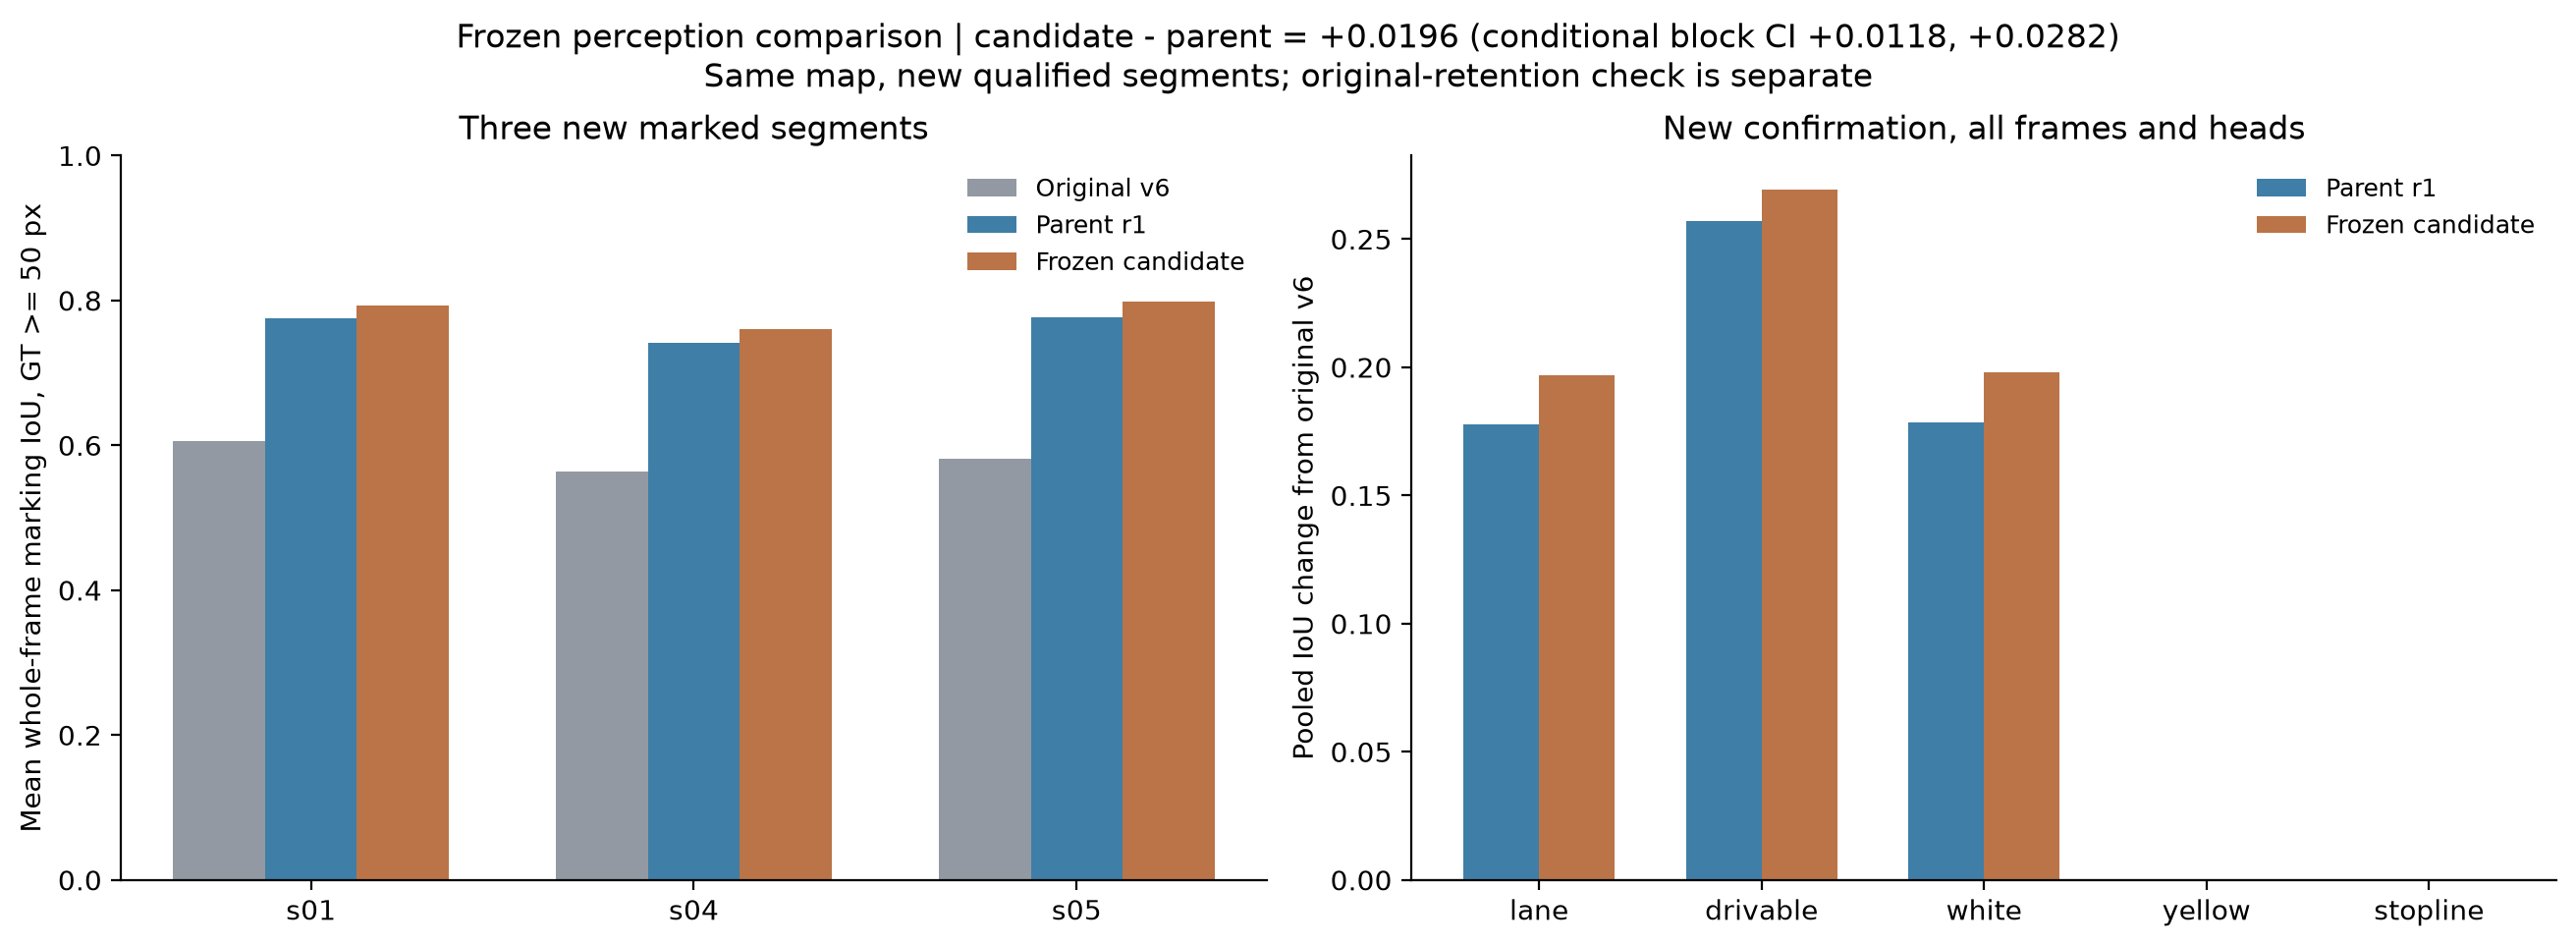 Frozen perception comparison | candidate - parent = +0.0196 (conditional block CI +0.0118, +0.0282)
Same map, new qualified segments; original-retention check is separate
Three new marked segments
Mean whole-frame marking IoU, GT >= 50 px
1.0
0.8
0.6
0.4
0.2
0.0
Original v6
Parent r1
Frozen candidate
s01
s04
s05
New confirmation, all frames and heads
Pooled IoU change from original v6
0.25
0.20
0.15
0.10
0.05
0.00
Parent r1
Frozen candidate
lane
drivable
white
yellow
stopline